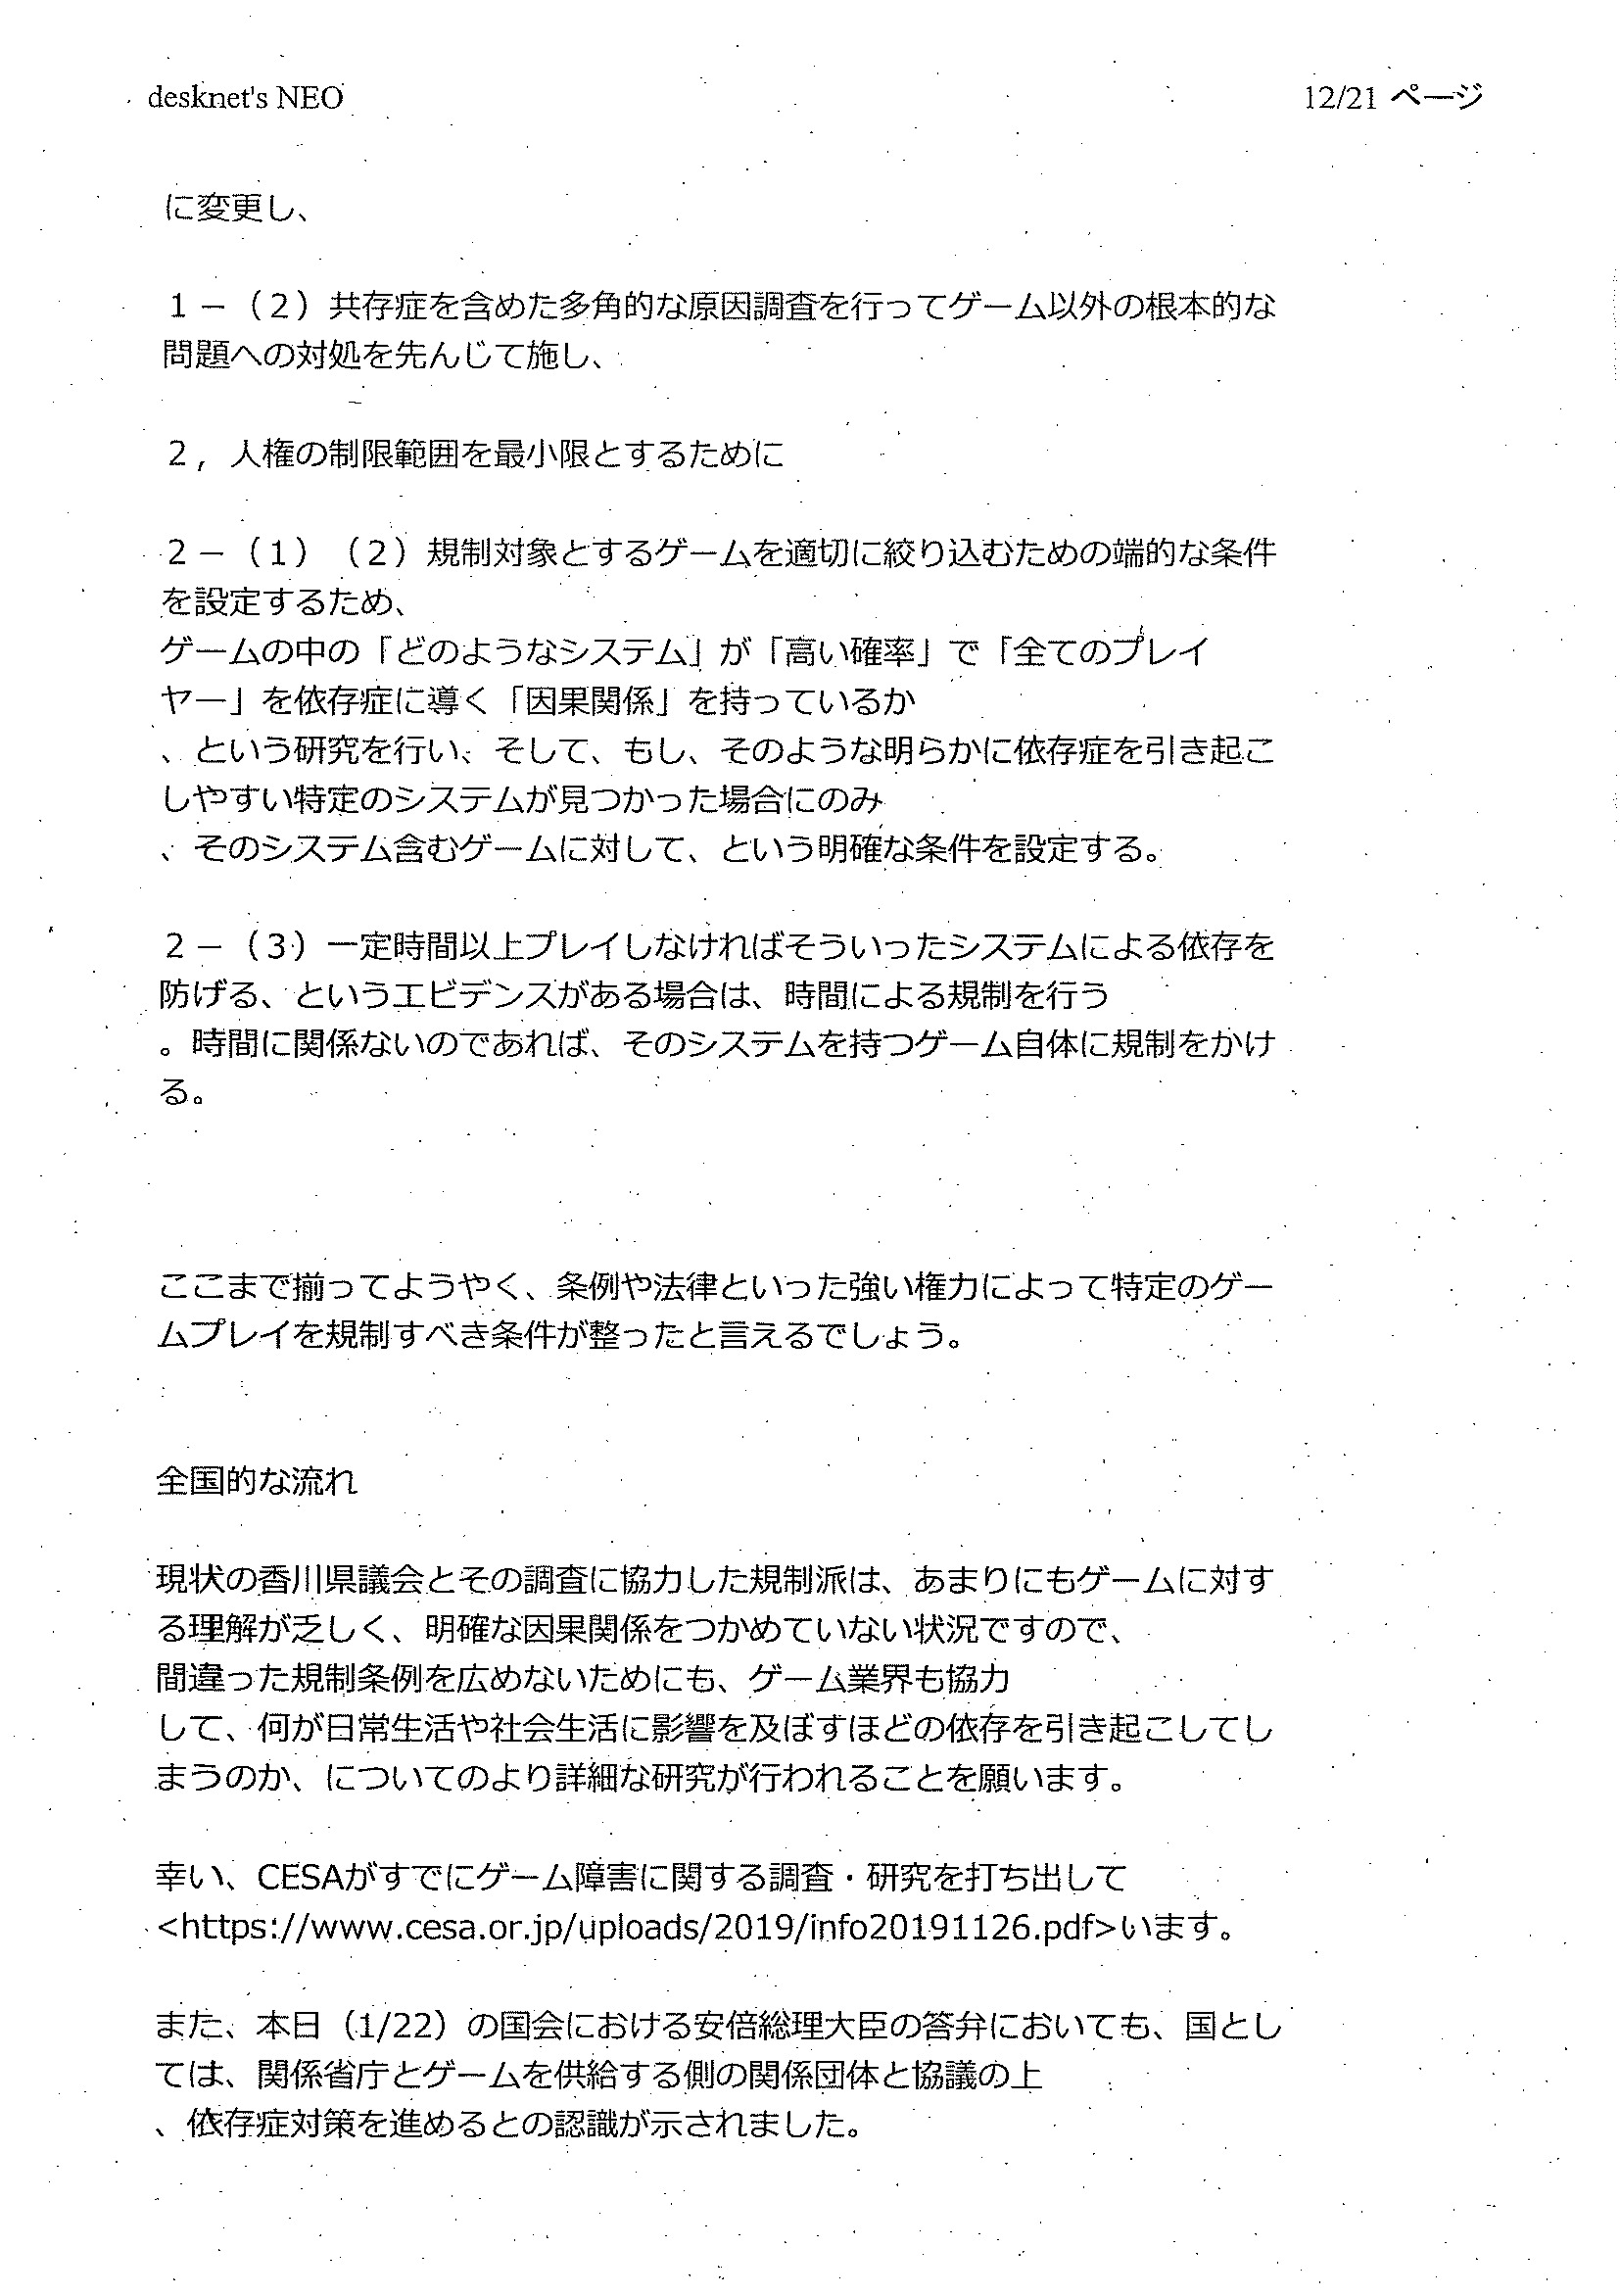 desknet's NEO
12/21 ページ
に変更し、
１－（２）共存症を含めた多角的な原因調査を行ってゲーム以外の根本的な
問題への対処を先んじて施し、
２，人権の制限範囲を最小限とするために
２－（１）（２）規制対象とするゲームを適切に絞り込むための端的な条件
を設定するため、
ゲームの中の「どのようなシステム」が「高い確率」で「全てのプレイ
ヤー」を依存症に導く「因果関係」を持っているか
、という研究を行い、そして、もし、そのような明らかに依存症を引き起こ
しやすい特定のシステムが見つかった場合にのみ
、そのシステム含むゲームに対して、という明確な条件を設定する。
２－（３）一定時間以上プレイしなければそういったシステムによる依存を
防げる、というエビデンスがある場合は、時間による規制を行う
。時間に関係ないのであれば、そのシステムを持つゲーム自体に規制をかけ
る。
ここまで揃ってようやく、条例や法律といった強い権力によって特定のゲー
ムプレイを規制すべき条件が整ったと言えるでしょう。
全国的な流れ
現状の香川県議会とその調査に協力した規制派は、あまりにもゲームに対す
る理解が乏しく、明確な因果関係をつかめていない状況ですので、
間違った規制条例を広めないためにも、ゲーム業界も協力
して、何が日常生活や社会生活に影響を及ぼすほどの依存を引き起こしてし
まうのか、についてのより詳細な研究が行われることを願います。
幸い、CESAがすでにゲーム障害に関する調査・研究を打ち出して
<https://www.cesa.or.jp/uploads/2019/info20191126.pdf>います。
また、本日（1/22）の国会における安倍総理大臣の答弁においても、国とし
ては、関係省庁とゲームを供給する側の関係団体と協議の上
、依存症対策を進めるとの認識が示されました。